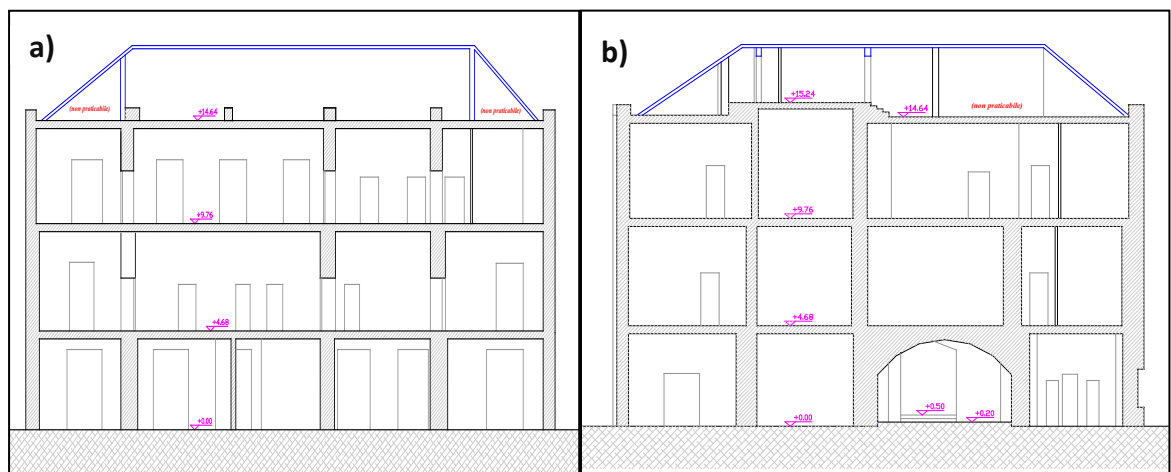 a)
(non praticabile)
+14.64
(non praticabile)
+9.76
+4.68
+0.00
b)
+15.24
+14.64
(non praticabile)
+9.76
+4.68
+0.50
+0.20
+0.00